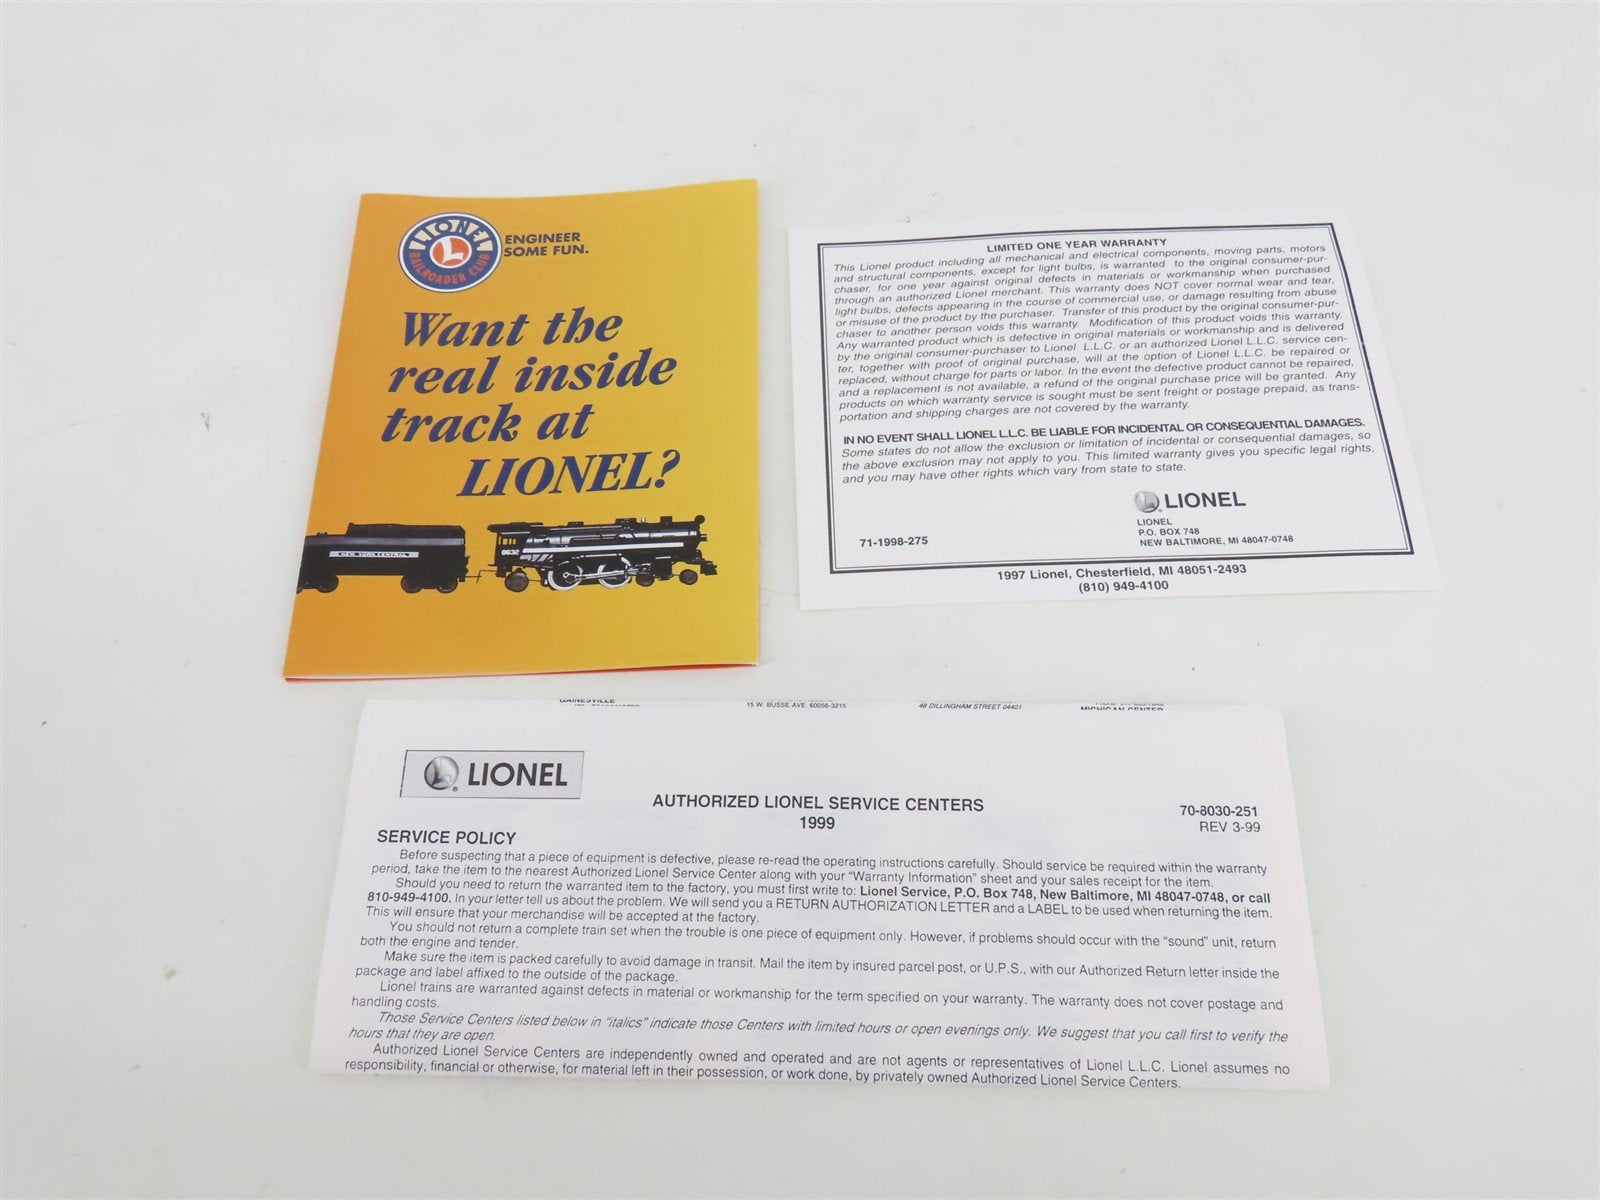 LIONEL
RAILROADER CLUB
ENGINEER
SOME FUN.
Want the
real inside
track at
LIONEL?
NEW YORK CENTRAL
8632
LIMITED ONE YEAR WARRANTY
This Lionel product including all mechanical and electrical components, moving parts, motors
and structural components, except for light bulbs, is warranted to the original consumer-pur-
chaser, for one year against original defects in materials or workmanship when purchased
through an authorized Lionel merchant. This warranty does NOT cover normal wear and tear,
light bulbs, defects appearing in the course of commercial use, or damage resulting from abuse
or misuse of the product by the purchaser. Transfer of this product by the original consumer-pur-
chaser to another person voids this warranty. Modification of this product voids this warranty.
Any warranted product which is defective in original materials or workmanship and is delivered
by the original consumer-purchaser to Lionel L.L.C. or an authorized Lionel L.L.C. service cen-
ter, together with proof of original purchase, will at the option of Lionel L.L.C. be repaired or
replaced, without charge for parts or labor. In the event the defective product cannot be repaired,
and a replacement is not available, a refund of the original purchase price will be granted. Any
products on which warranty service is sought must be sent freight or postage prepaid, as trans-
portation and shipping charges are not covered by the warranty.
IN NO EVENT SHALL LIONEL L.L.C. BE LIABLE FOR INCIDENTAL OR CONSEQUENTIAL DAMAGES.
Some states do not allow the exclusion or limitation of incidental or consequential damages, so
the above exclusion may not apply to you. This limited warranty gives you specific legal rights,
and you may have other rights which vary from state to state.
LIONEL
LIONEL
P.O. BOX 748
NEW BALTIMORE, MI 48047-0748
71-1998-275
1997 Lionel, Chesterfield, MI 48051-2493
(810) 949-4100
GAINESVILLE
15 W. BUSSE AVE. 60056-3215
48 DILLINGHAM STREET 04401
MICHIGAN CENTER
LIONEL
AUTHORIZED LIONEL SERVICE CENTERS
1999
70-8030-251
REV 3-99
SERVICE POLICY
Before suspecting that a piece of equipment is defective, please re-read the operating instructions carefully. Should service be required within the warranty
period, take the item to the nearest Authorized Lionel Service Center along with your "Warranty Information" sheet and your sales receipt for the item.
Should you need to return the warranted item to the factory, you must first write to: Lionel Service, P.O. Box 748, New Baltimore, MI 48047-0748, or call
810-949-4100. In your letter tell us about the problem. We will send you a RETURN AUTHORIZATION LETTER and a LABEL to be used when returning the item.
This will ensure that your merchandise will be accepted at the factory.
You should not return a complete train set when the trouble is one piece of equipment only. However, if problems should occur with the "sound" unit, return
both the engine and tender.
Make sure the item is packed carefully to avoid damage in transit. Mail the item by insured parcel post, or U.P.S., with our Authorized Return letter inside the
package and label affixed to the outside of the package.
Lionel trains are warranted against defects in material or workmanship for the term specified on your warranty. The warranty does not cover postage and
handling costs.
Those Service Centers listed below in "italics" indicate those Centers with limited hours or open evenings only. We suggest that you call first to verify the
hours that they are open.
Authorized Lionel Service Centers are independently owned and operated and are not agents or representatives of Lionel L.L.C. Lionel assumes no
responsibility, financial or otherwise, for material left in their possession, or work done, by privately owned Authorized Lionel Service Centers.